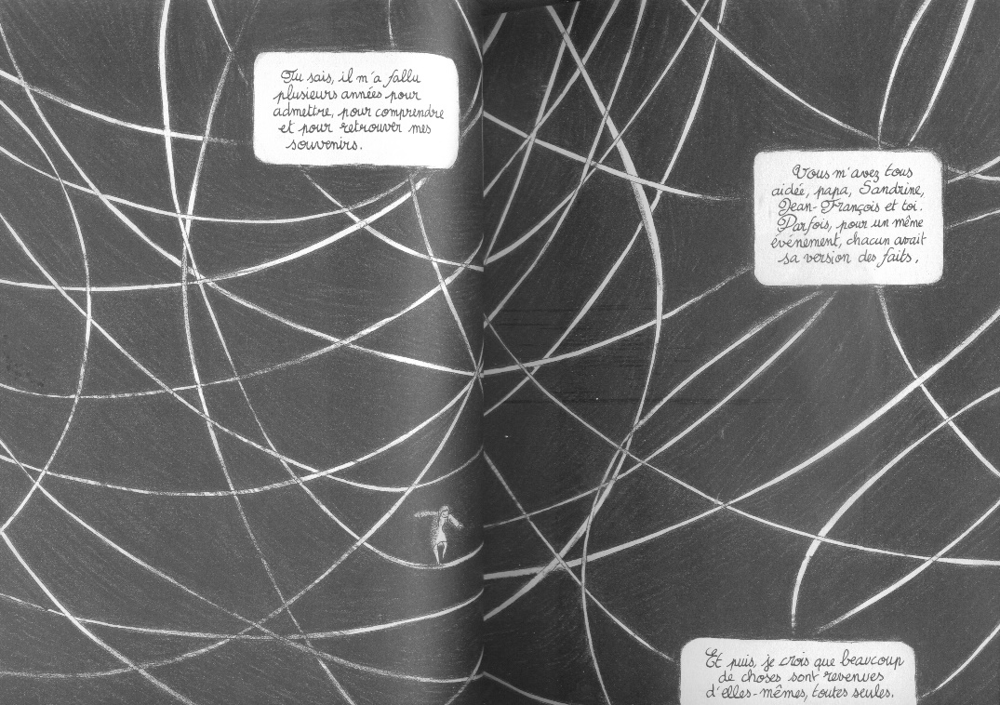 Tu sais, il m'a fallu
plusieurs années pour
admettre, pour comprendre
et pour retrouver mes
souvenirs.
Vous m'avez tous
aidée, papa, Sandrine,
Jean-François et toi.
Parfois, pour un même
événement, chacun avait
sa version des faits.
Et puis, je crois que beaucoup
de choses sont revenues
d'elles-mêmes, toutes seules.